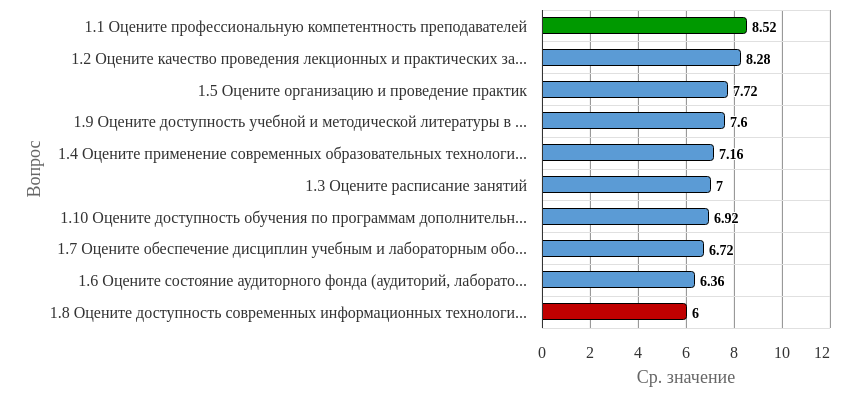 1.1 Оцените профессиональную компетентность преподавателей 8.52
1.2 Оцените качество проведения лекционных и практических за... 8.28
1.5 Оцените организацию и проведение практик 7.72
1.9 Оцените доступность учебной и методической литературы в ... 7.6
1.4 Оцените применение современных образовательных технологи... 7.16
1.3 Оцените расписание занятий 7
1.10 Оцените доступность обучения по программам дополнительн... 6.92
1.7 Оцените обеспечение дисциплин учебным и лабораторным обо... 6.72
1.6 Оцените состояние аудиторного фонда (аудиторий, лаборато... 6.36
1.8 Оцените доступность современных информационных технологи... 6
Вопрос
0 2 4 6 8 10 12
Ср. значение